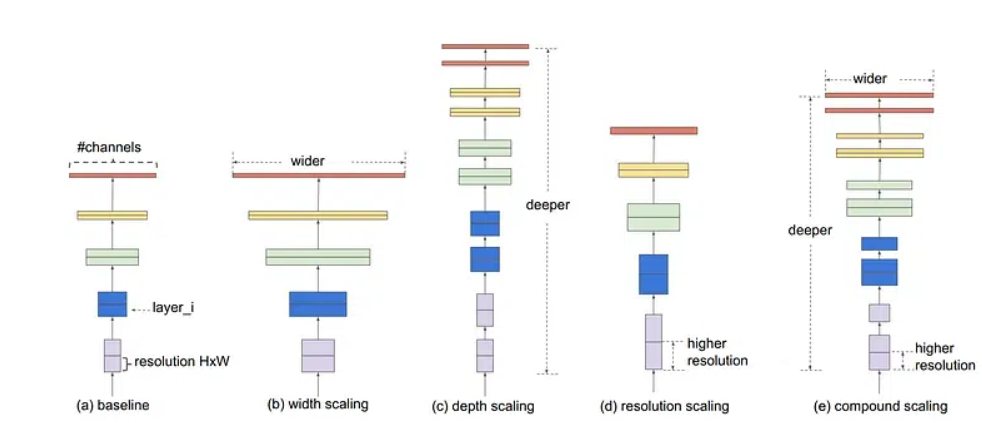 #channels
layer_i
resolution HxW
(a) baseline
wider
(b) width scaling
deeper
(c) depth scaling
higher
resolution
(d) resolution scaling
wider
deeper
higher
resolution
(e) compound scaling